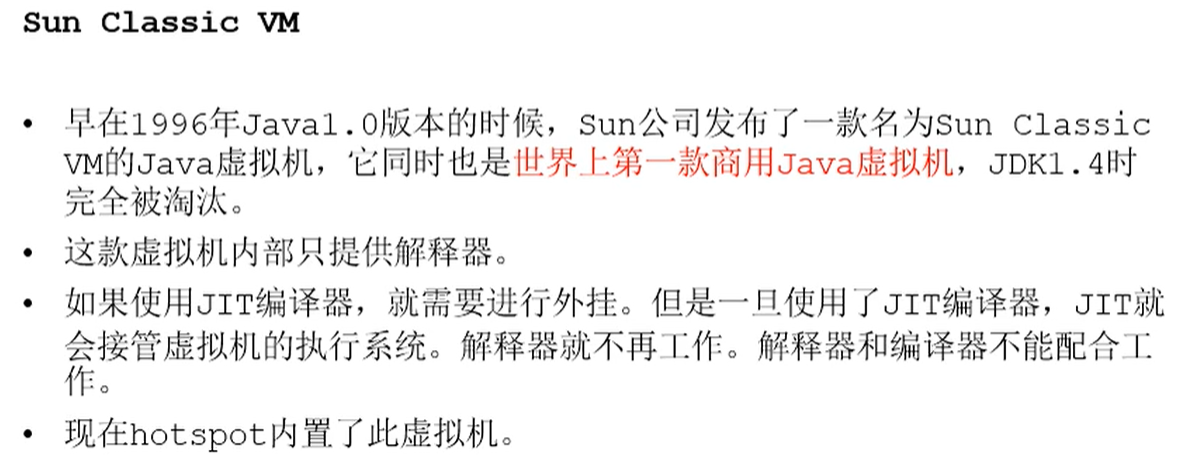 Sun Classic VM
• 早在1996年Java1.0版本的时候，Sun公司发布了一款名为Sun Classic
VM的Java虚拟机，它同时也是世界上第一款商用Java虚拟机，JDK1.4时
完全被淘汰。
• 这款虚拟机内部只提供解释器。
• 如果使用JIT编译器，就需要进行外挂。但是一旦使用了JIT编译器，JIT就
会接管虚拟机的执行系统。解释器就不再工作。解释器和编译器不能配合工
作。
• 现在hotspot内置了此虚拟机。